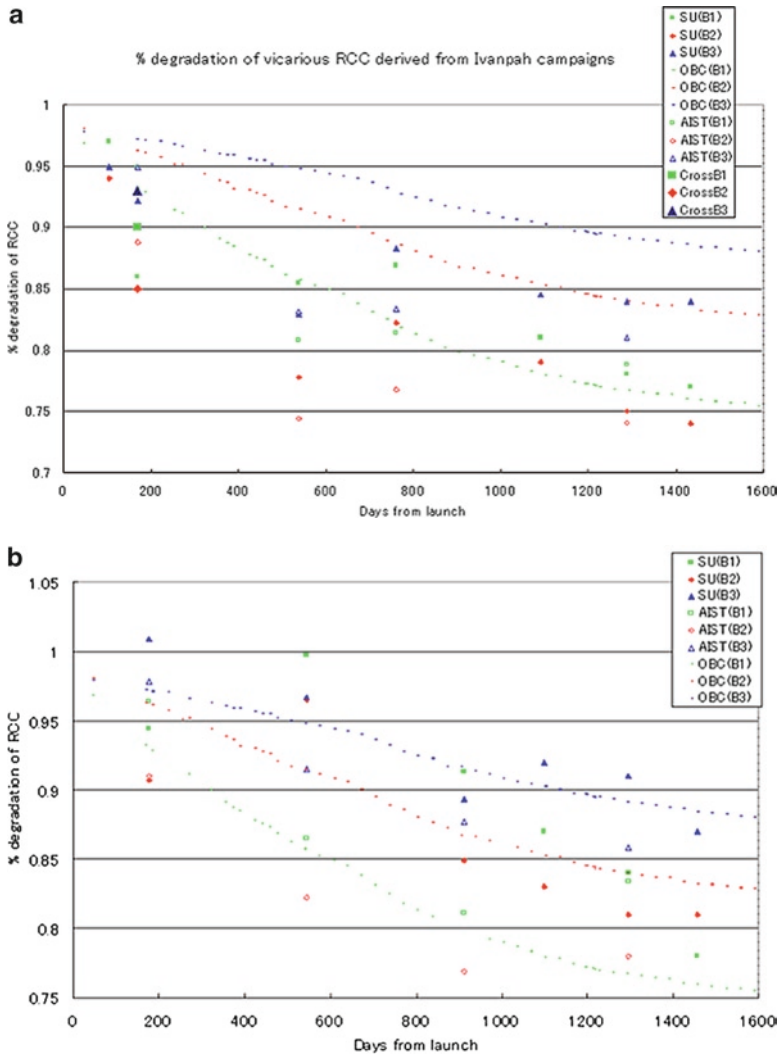 a
% degradation of vicarious RCC derived from Ivanpah campaigns
SU(B1)
SU(B2)
SU(B3)
OBC(B1)
OBC(B2)
OBC(B3)
AIST(B1)
AIST(B2)
AIST(B3)
CrossB1
CrossB2
CrossB3
% degradation of RCC
1
0.95
0.9
0.85
0.8
0.75
0.7
0 200 400 600 800 1000 1200 1400 1600
Days from launch
b
SU(B1)
SU(B2)
SU(B3)
AIST(B1)
AIST(B2)
AIST(B3)
OBC(B1)
OBC(B2)
OBC(B3)
% degradation of RCC
1.05
1
0.95
0.9
0.85
0.8
0.75
0 200 400 600 800 1000 1200 1400 1600
Days from launch